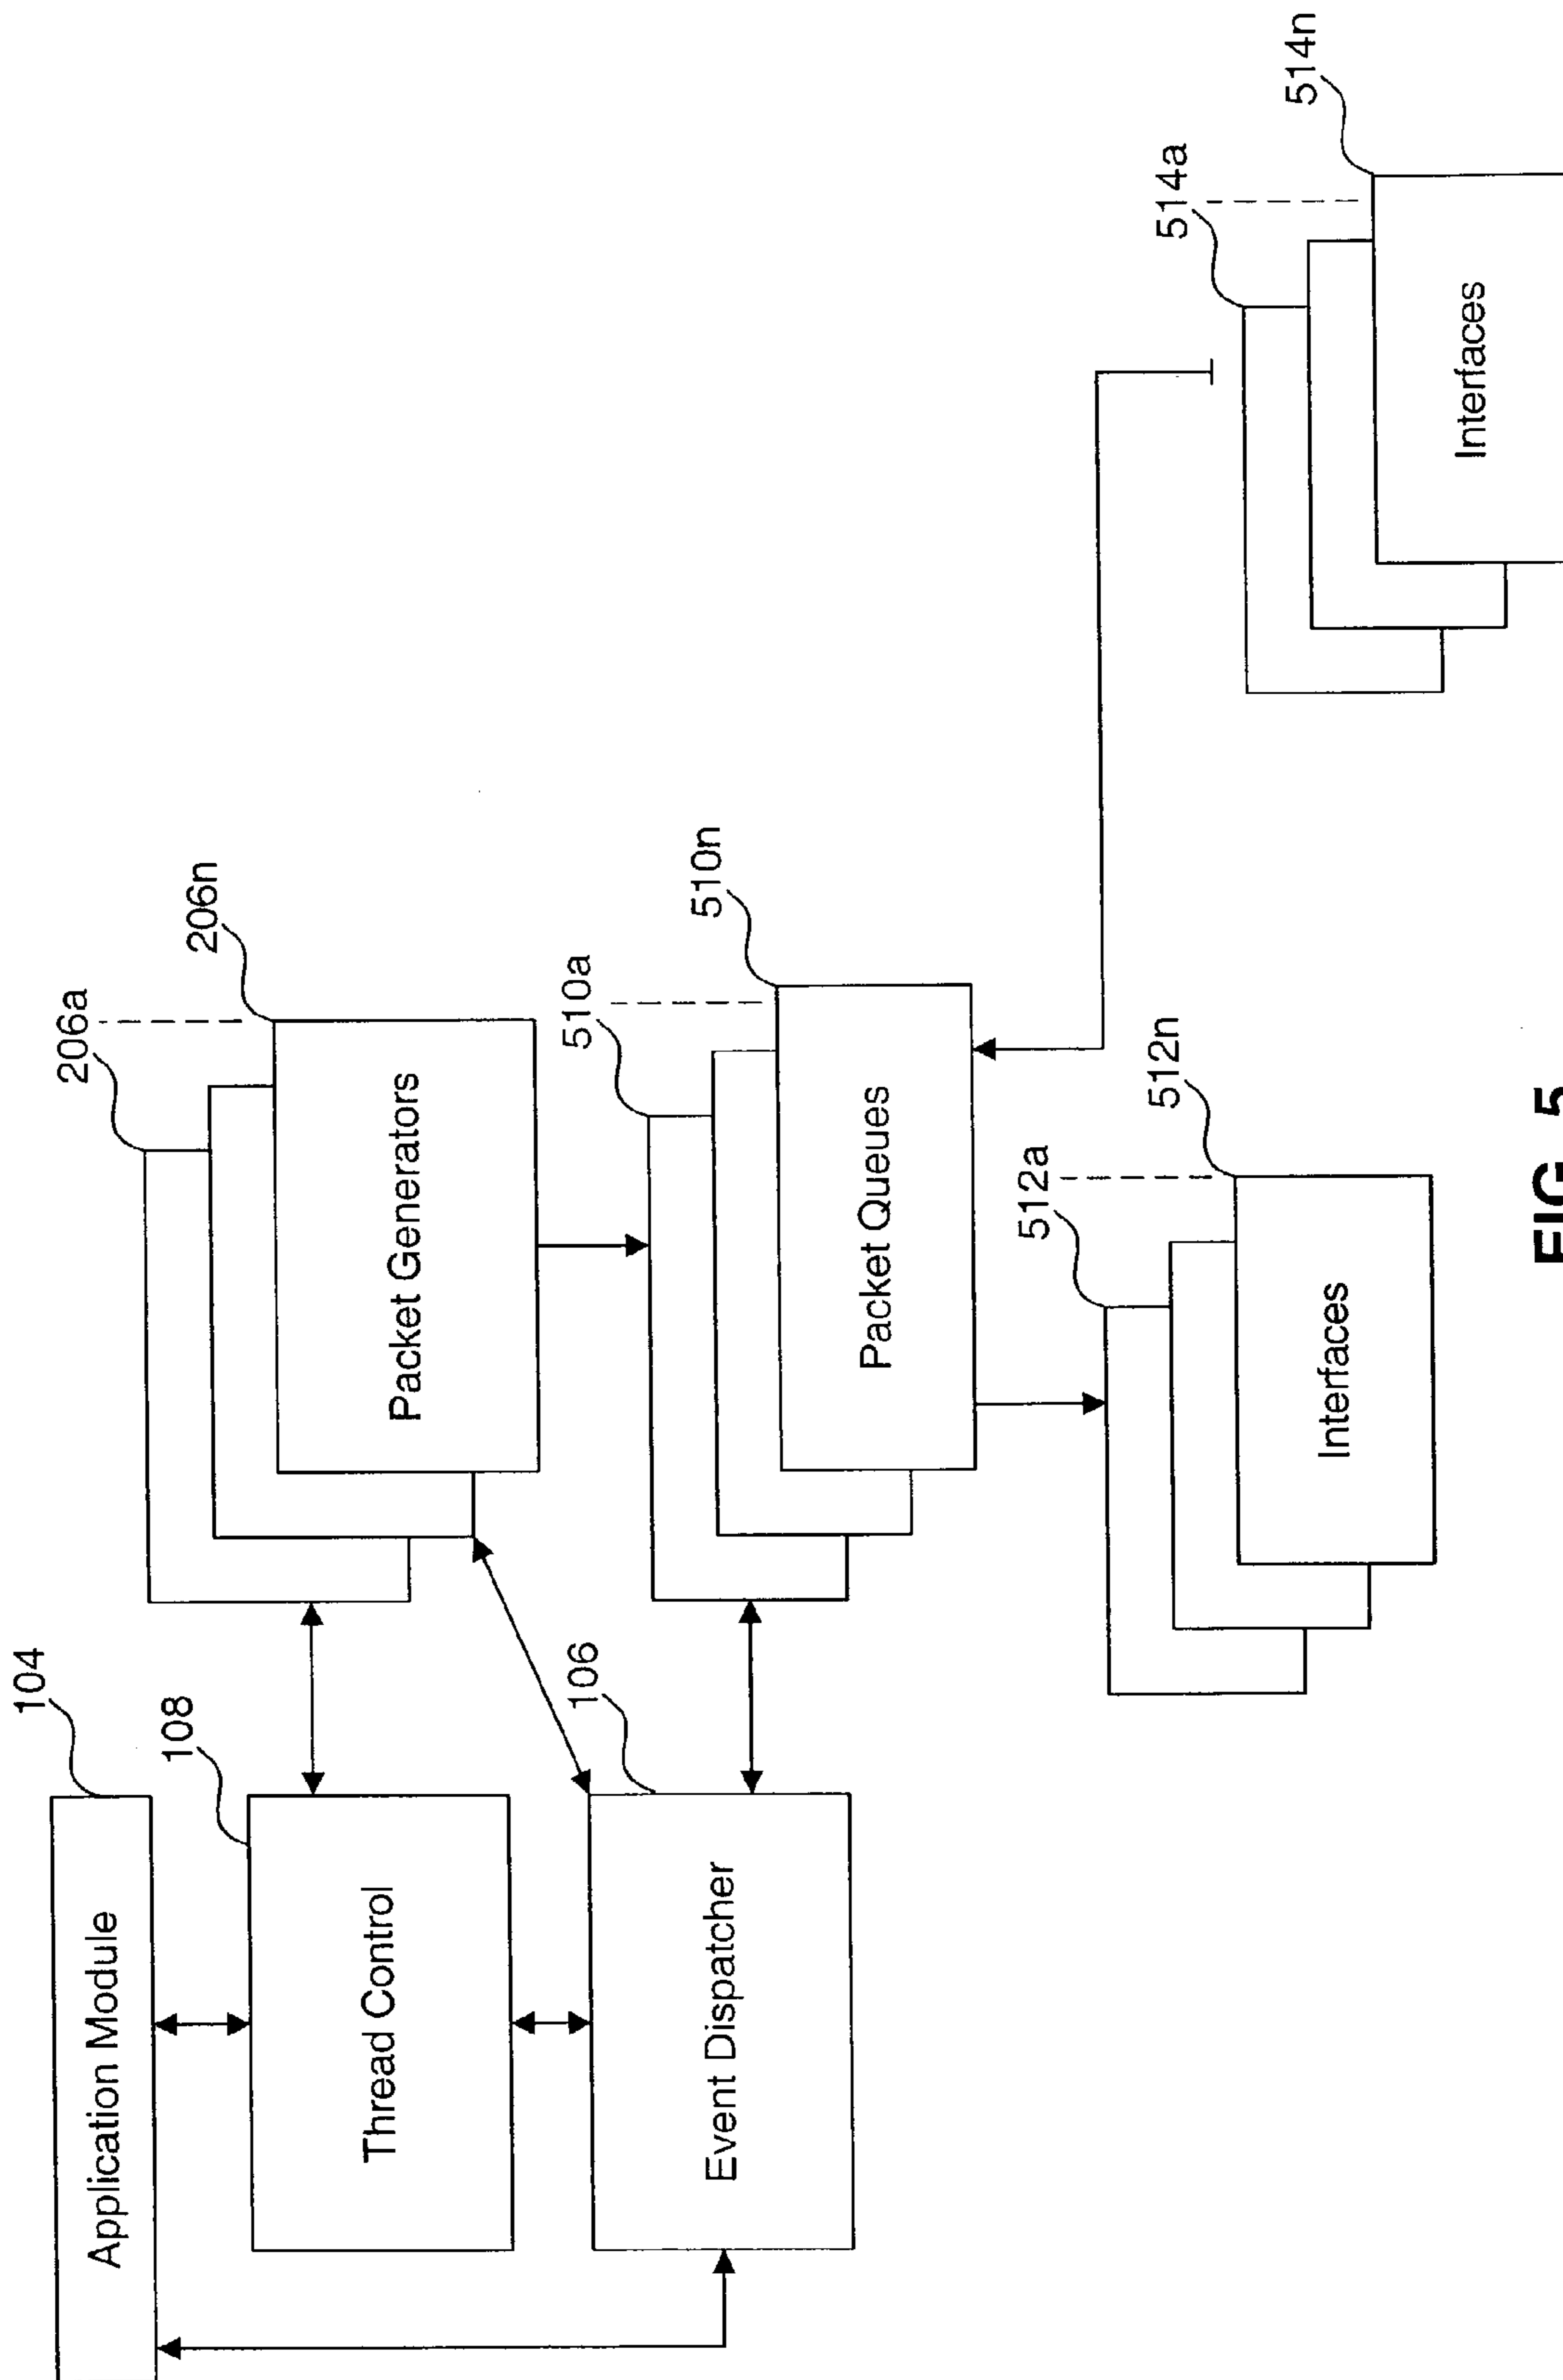 Application Module
104
108
Thread Control
106
Event Dispatcher
206a
206n
Packet Generators
510a
510n
Packet Queues
512a
512n
Interfaces
514a
514n
Interfaces
FIG. 5